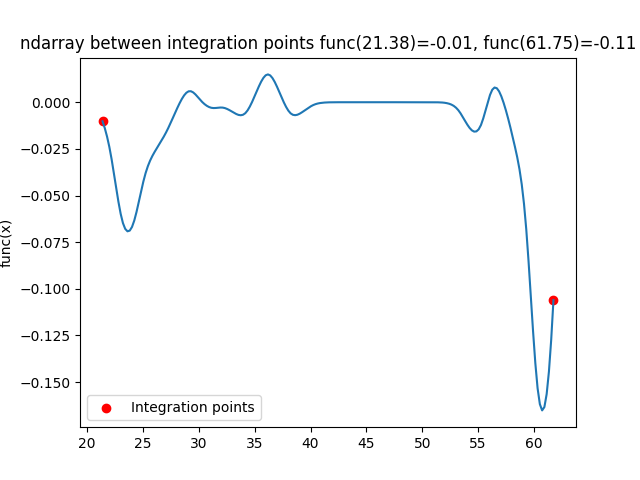 ndarray between integration points func(21.38)=-0.01, func(61.75)=-0.11
func(x)
0.000
−0.025
−0.050
−0.075
−0.100
−0.125
−0.150
Integration points
20 25 30 35 40 45 50 55 60